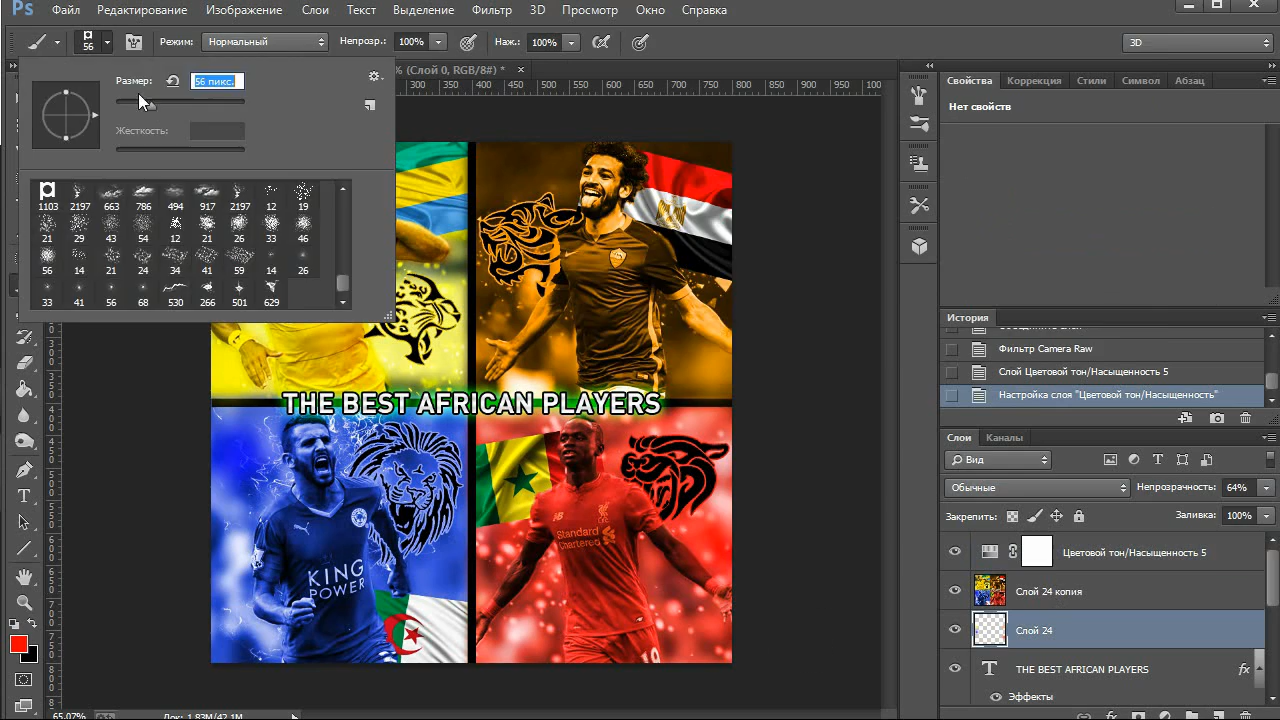 Ps Файл Редактирование Изображение Слои Текст Выделение Фильтр 3D Просмотр Окно Справка
56 Режим: Нормальный Непрозр.: 100% Наж.: 100% 3D
% (Слой 0, RGB/8#) * ×
Размер: 56 пикс.
Жесткость:
400 450 500 550 600 650 700 750 800 850 900 950 100
1103 2197 663 786 494 917 2197 12 19
21 29 43 54 12 21 26 33 46
56 14 21 24 34 41 59 14 26
33 41 56 68 530 266 501 629
THE BEST AFRICAN PLAYERS
KING
POWER
Standard
Chartered
19
Свойства Коррекция Стили Символ Абзац
Нет свойств
История
Фильтр Camera Raw
Слой Цветовой тон/Насыщенность 5
Настройка слоя "Цветовой тон/Насыщенность"
Слои Каналы
Вид
Обычные Непрозрачность: 64%
Закрепить: Заливка: 100%
Цветовой тон/Насыщенность 5
Слой 24 копия
Слой 24
T THE BEST AFRICAN PLAYERS fx
Эффекты
65.07% Док: 1.83M/42.1M